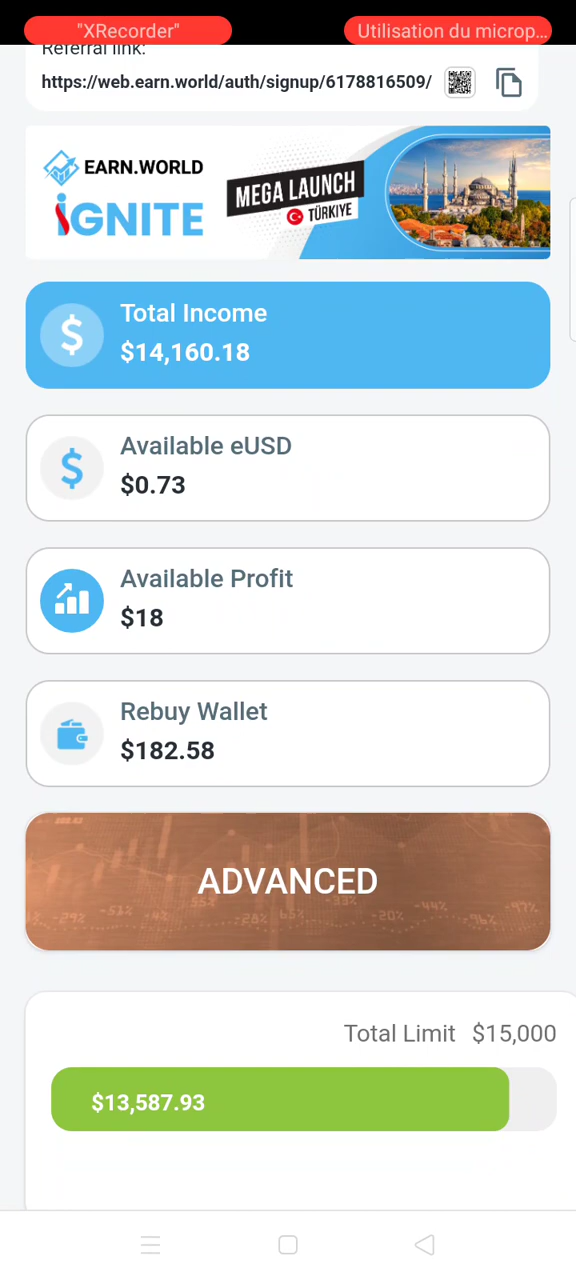 "XRecorder"
Utilisation du microp...
Referral link:
https://web.earn.world/auth/signup/6178816509/
EARN.WORLD
iGNITE
MEGA LAUNCH
TÜRKIYE
Total Income
$14,160.18
Available eUSD
$0.73
Available Profit
$18
Rebuy Wallet
$182.58
ADVANCED
Total Limit $15,000
$13,587.93